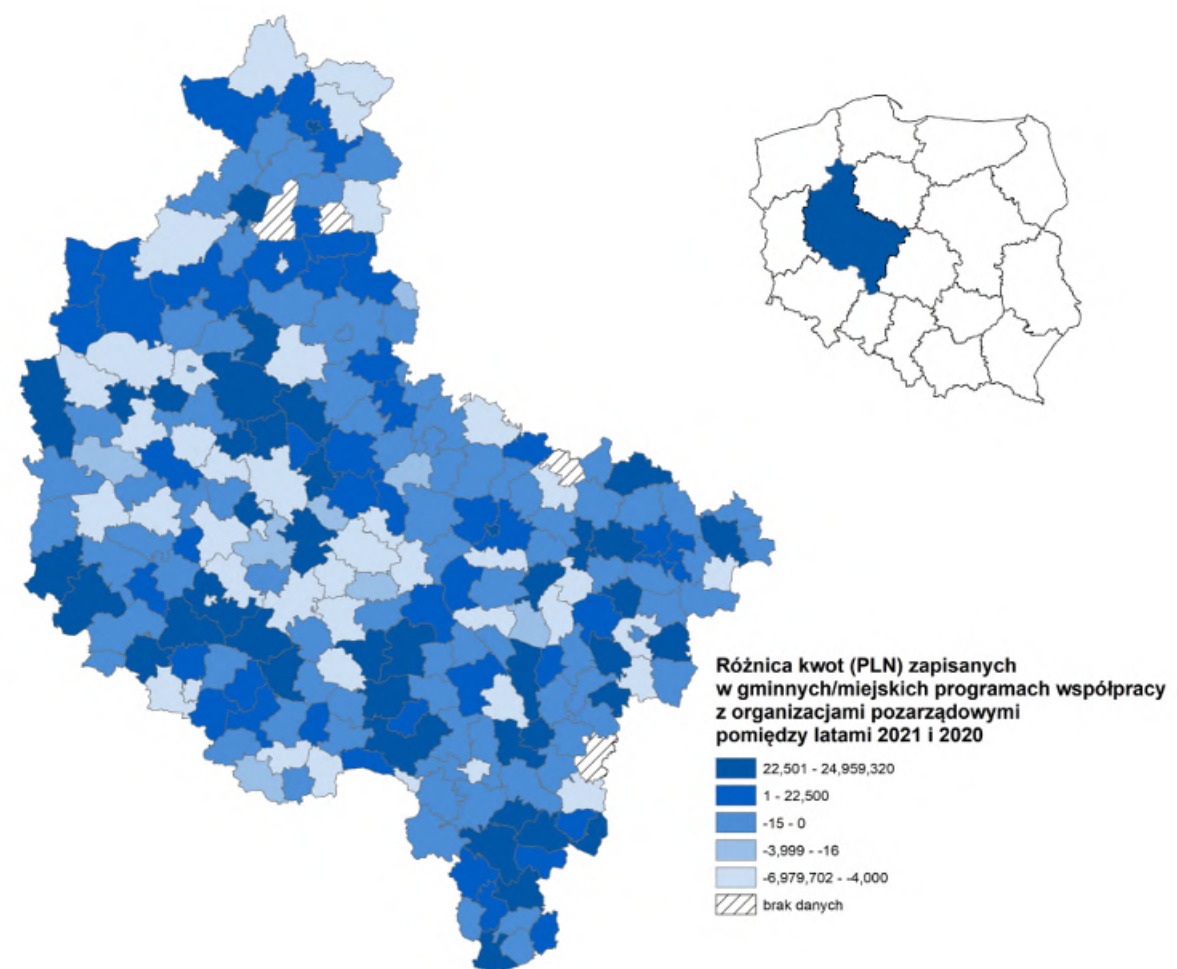 Różnica kwot (PLN) zapisanych
w gminnych/miejskich programach współpracy
z organizacjami pozarządowymi
pomiędzy latami 2021 i 2020
22,501 - 24,959,320
1 - 22,500
-15 - 0
-3,999 - -16
-6,979,702 - -4,000
brak danych